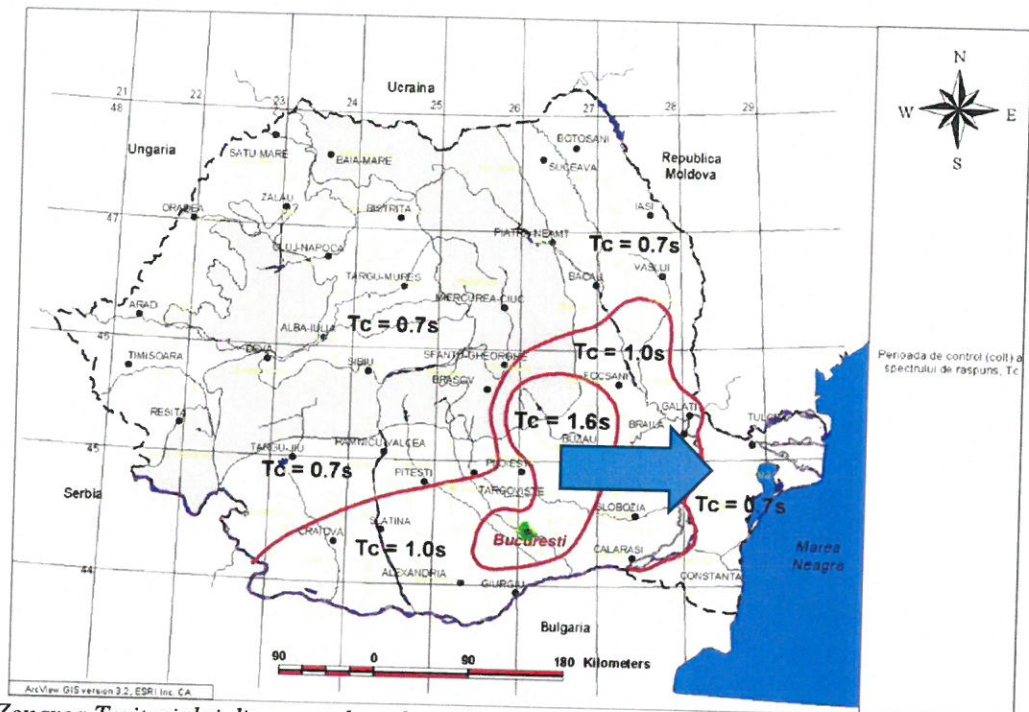 N
W E
S
Ucraina
21 22 23 24 25 26 27 28 29
48
Ungaria
Republica
Moldova
SATU-MARE
BAIA-MARE
BOTOSANI
SUCEAVA
ORADEA
ZALAU
BISTRITA
IASI
47
PIATRA-NEAMT
Tc = 0.7s
CLUJ-NAPOCA
TARGU-MURES
BACAU
VASLUI
MIERCUREA-CIUC
ARAD
ALBA-IULIA
Tc = 0.7s
46
TIMISOARA
DEVA
SIBIU
SFANTU-GHEORGHE
Tc = 1.0s
FOCSANI
BRASOV
Perioada de control (colt) a
spectrului de raspuns, Tc
RESITA
Tc = 1.6s
GALATI
TULCEA
BRAILA
45
TARGU-JIU
RAMNICU-VALCEA
BUZAU
Tc = 0.7s
PITESTI
PLOIESTI
TARGOVISTE
Serbia
Tc = 0.7s
SLOBOZIA
SLATINA
CRAIOVA
Tc = 1.0s
Bucuresti
CALARASI
Marea
Neagra
44
ALEXANDRIA
GIURGIU
CONSTANTA
Bulgaria
90 0 90 180 Kilometers
ArcView GIS version 3.2, ESRI Inc. CA